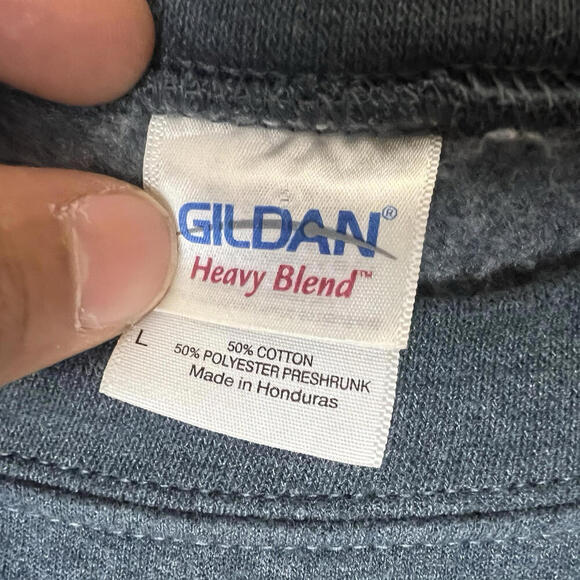 GILDAN®
Heavy Blend™
L
50% COTTON
50% POLYESTER PRESHRUNK
Made in Honduras